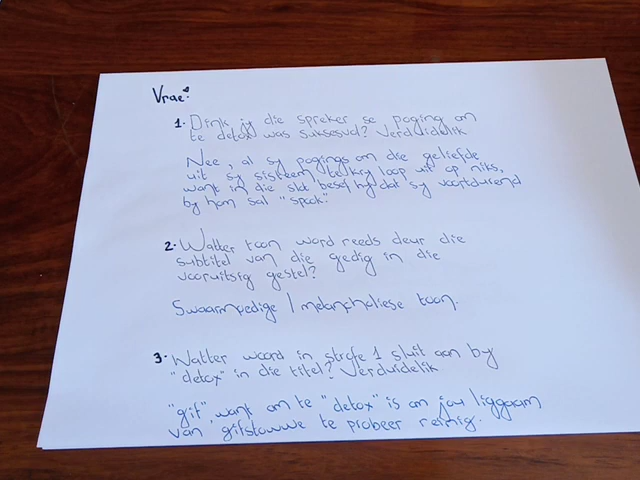 Vrae:
1. Dink jy die spreker se poging om
te detox was suksesvol? Verduidelik
Nee, al sy pogings om die geliefde
uit sy sisteem te kry loop uit op niks,
want in die slot besef hy dat sy voortdurend
by hom sal "spook".
2. Watter toon word reeds deur die
subtitel van die gedig in die
vooruitsig gestel?
Swaarmoedige / melancholiese toon.
3. Watter woord in strofe 1 sluit aan by
"detox" in die titel? Verduidelik
"gif", want om te "detox" is om jou liggaam
van gifstowwe te probeer reinig.